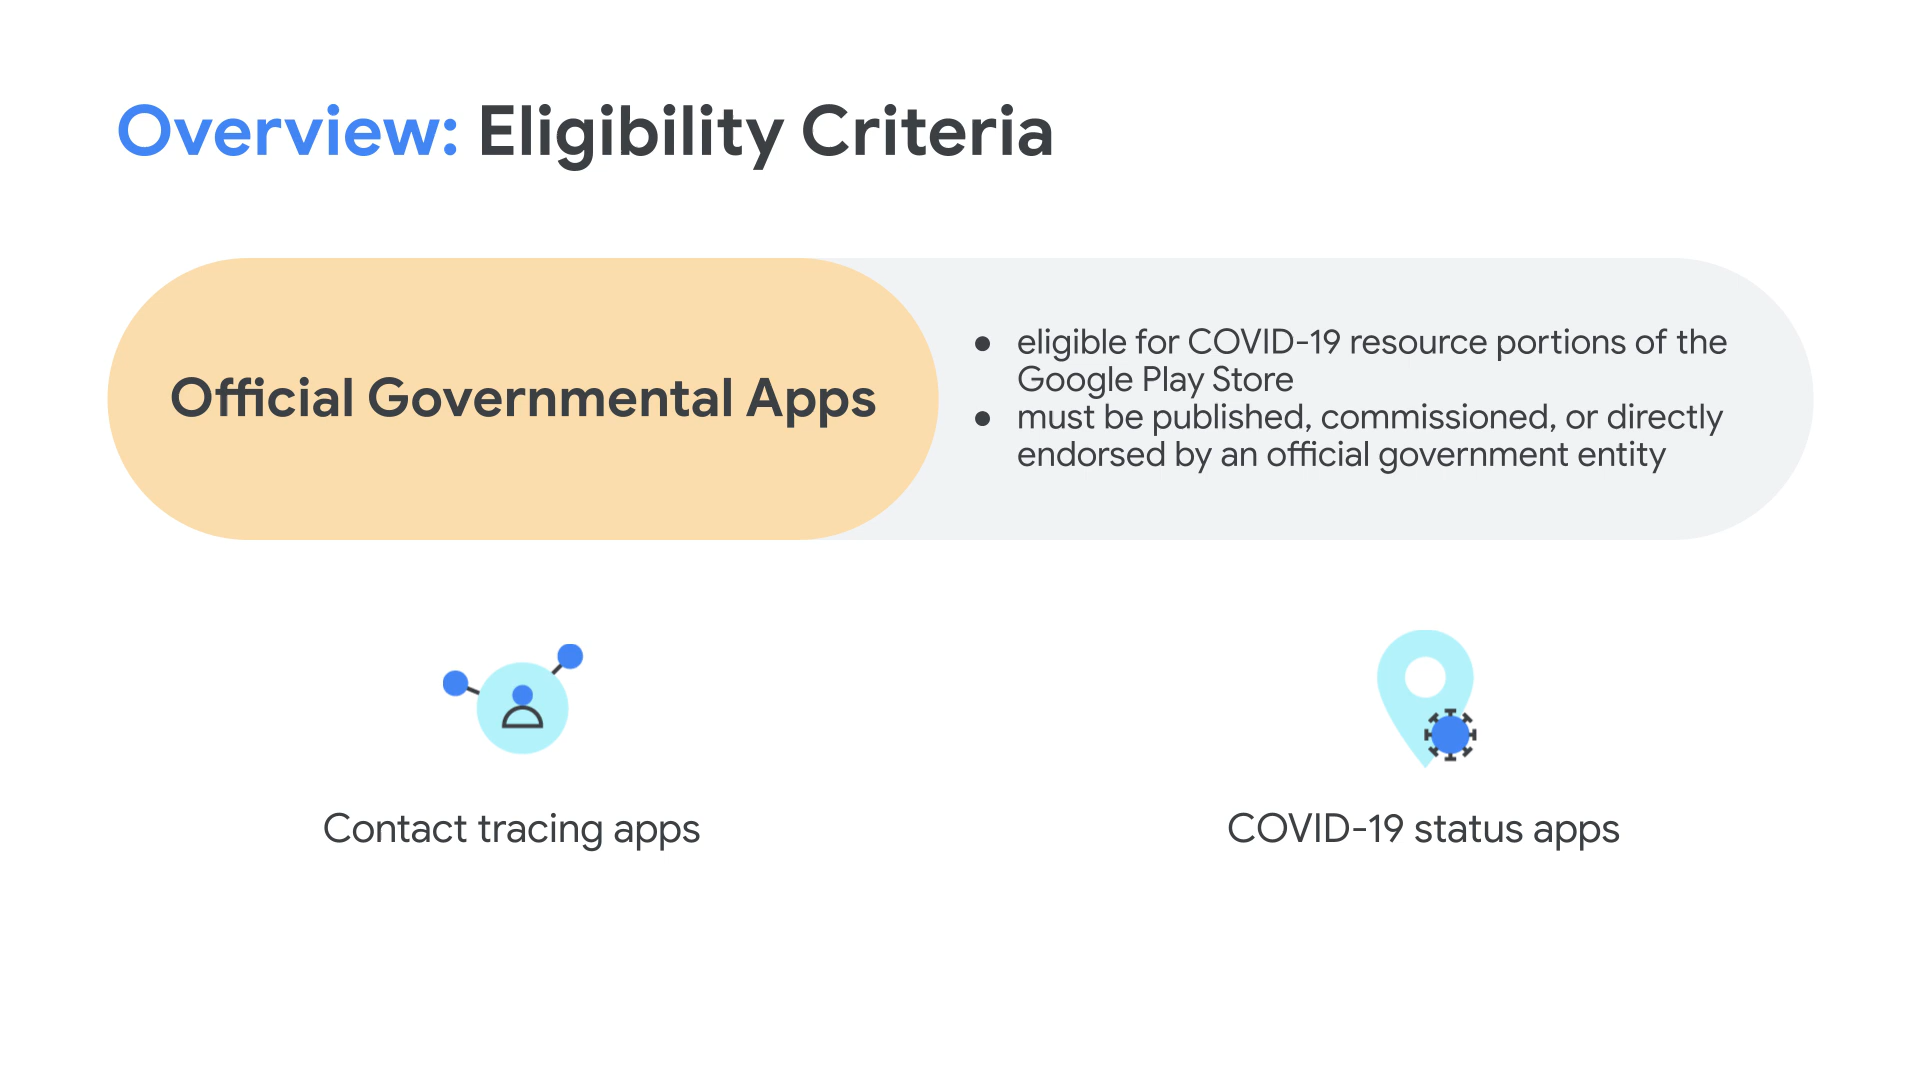 Overview: Eligibility Criteria
Official Governmental Apps
● eligible for COVID-19 resource portions of the
Google Play Store
● must be published, commissioned, or directly
endorsed by an official government entity
Contact tracing apps
COVID-19 status apps